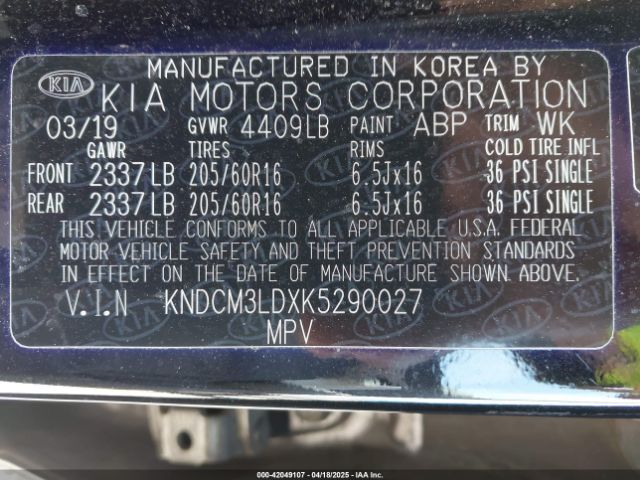 MANUFACTURED IN KOREA BY
KIA KIA MOTORS CORPORATION
03/19 GVWR 4409LB PAINT ABP TRIM WK
GAWR TIRES RIMS COLD TIRE INFL
FRONT 2337LB 205/60R16 6.5Jx16 36 PSI SINGLE
REAR 2337LB 205/60R16 6.5Jx16 36 PSI SINGLE
THIS VEHICLE CONFORMS TO ALL APPLICABLE U.S.A. FEDERAL
MOTOR VEHICLE SAFETY AND THEFT PREVENTION STANDARDS
IN EFFECT ON THE DATE OF MANUFACTURE SHOWN ABOVE.
V.I.N KNDCM3LDXK5290027
MPV
000-42049107 - 04/18/2025 - IAAI, Inc.